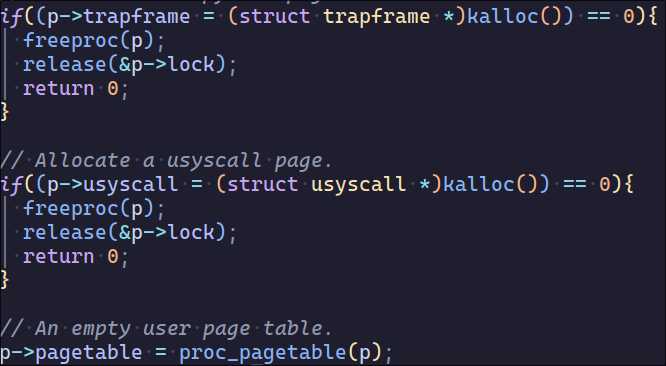 if((p->trapframe = (struct trapframe *)kalloc()) == 0){
freeproc(p);
release(&p->lock);
return 0;
}
// Allocate a usyscall page.
if((p->usyscall = (struct usyscall *)kalloc()) == 0){
freeproc(p);
release(&p->lock);
return 0;
}
// An empty user page table.
p->pagetable = proc_pagetable(p);